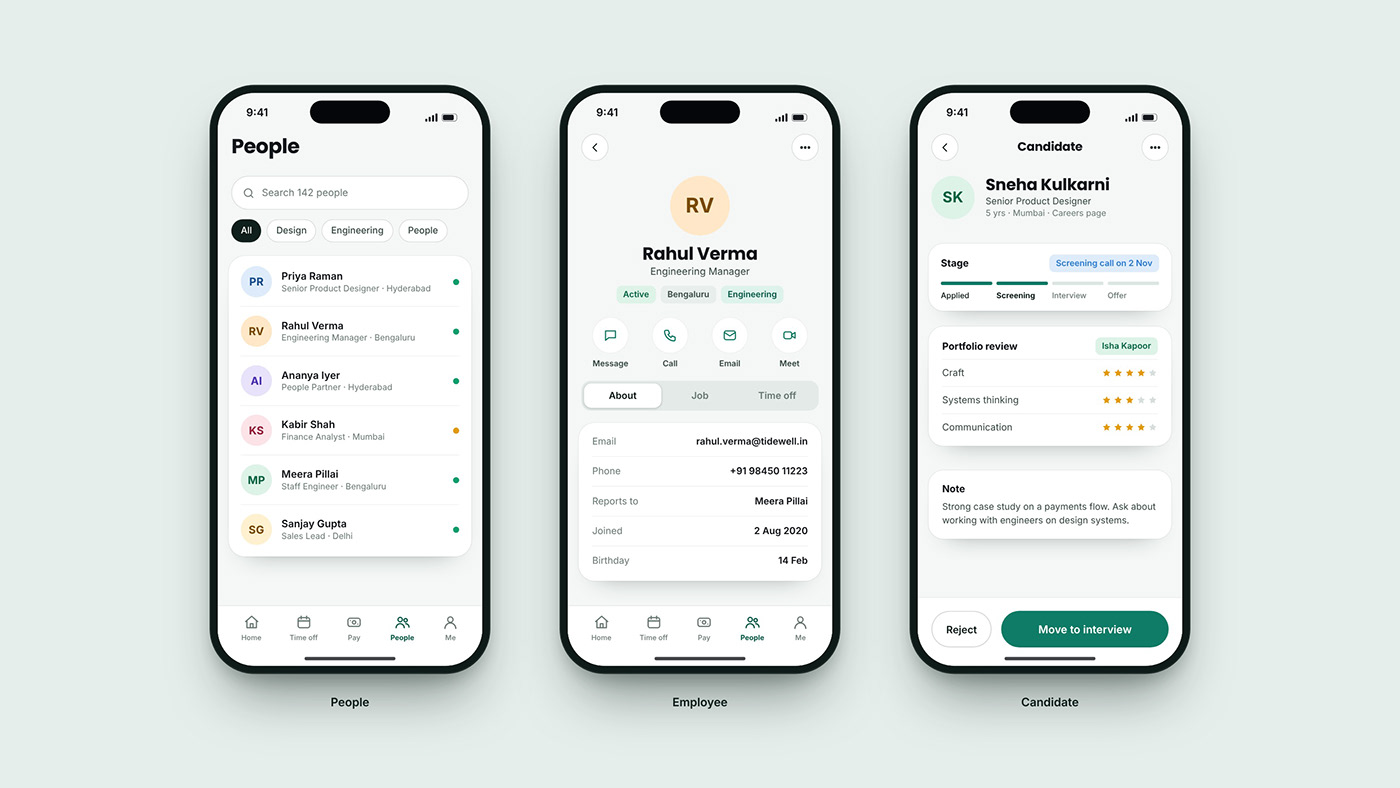 9:41
People
Search 142 people
All Design Engineering People
PR Priya Raman
Senior Product Designer · Hyderabad
RV Rahul Verma
Engineering Manager · Bengaluru
AI Ananya Iyer
People Partner · Hyderabad
KS Kabir Shah
Finance Analyst · Mumbai
MP Meera Pillai
Staff Engineer · Bengaluru
SG Sanjay Gupta
Sales Lead · Delhi
Home Time off Pay People Me
People
9:41
RV
Rahul Verma
Engineering Manager
Active Bengaluru Engineering
Message Call Email Meet
About Job Time off
Email rahul.verma@tidewell.in
Phone +91 98450 11223
Reports to Meera Pillai
Joined 2 Aug 2020
Birthday 14 Feb
Home Time off Pay People Me
Employee
9:41
Candidate
SK Sneha Kulkarni
Senior Product Designer
5 yrs · Mumbai · Careers page
Stage Screening call on 2 Nov
Applied Screening Interview Offer
Portfolio review Isha Kapoor
Craft
Systems thinking
Communication
Note
Strong case study on a payments flow. Ask about
working with engineers on design systems.
Reject Move to interview
Candidate